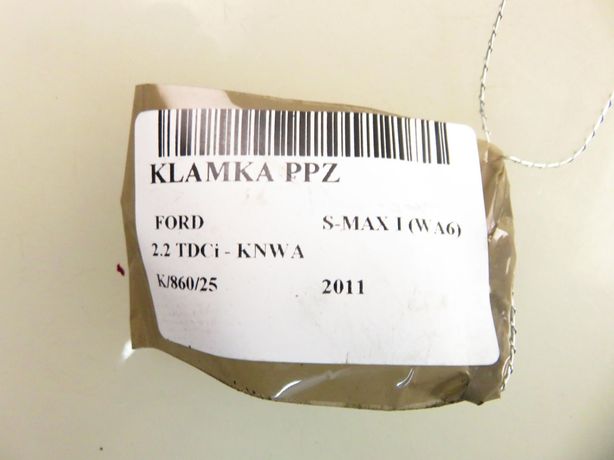 KLAMKA PPZ
FORD S-MAX I (WA6)
2.2 TDCi - KNWA
K/860/25 2011